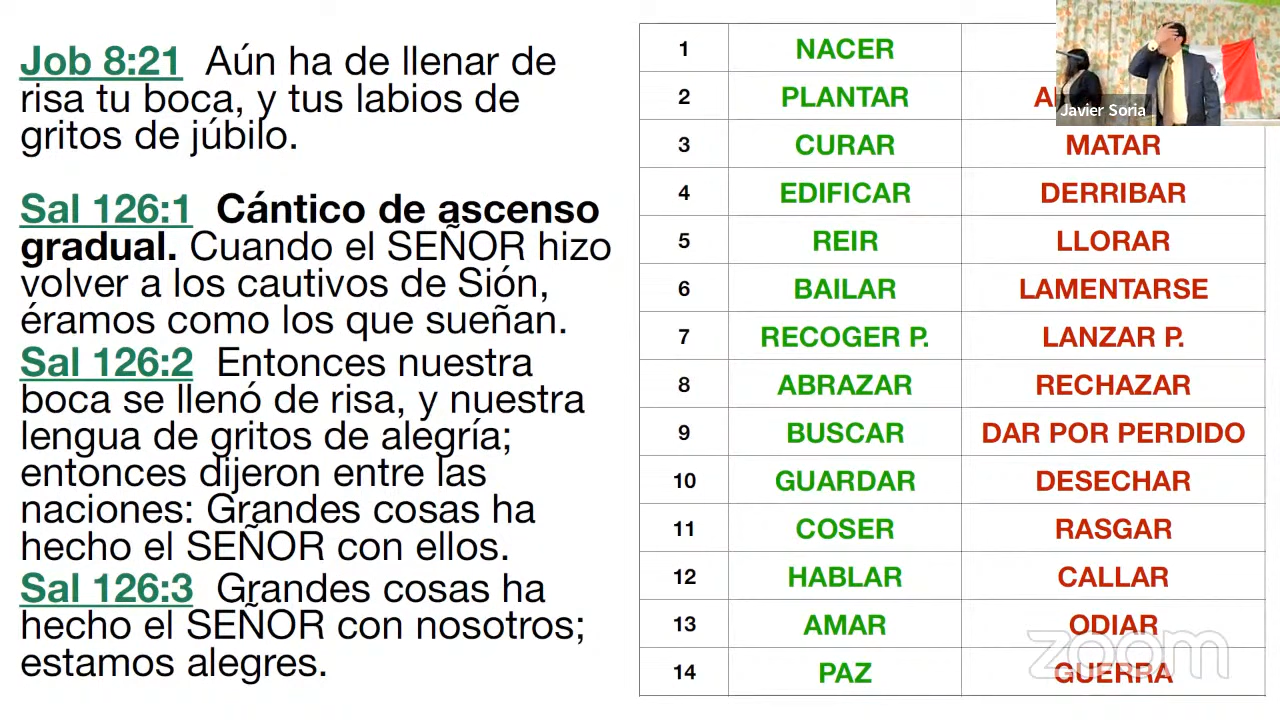 Job 8:21 Aún ha de llenar de
risa tu boca, y tus labios de
gritos de júbilo.
Sal 126:1 Cántico de ascenso
gradual. Cuando el SEÑOR hizo
volver a los cautivos de Sión,
éramos como los que sueñan.
Sal 126:2 Entonces nuestra
boca se llenó de risa, y nuestra
lengua de gritos de alegría;
entonces dijeron entre las
naciones: Grandes cosas ha
hecho el SEÑOR con ellos.
Sal 126:3 Grandes cosas ha
hecho el SEÑOR con nosotros;
estamos alegres.
1 NACER
2 PLANTAR
3 CURAR MATAR
4 EDIFICAR DERRIBAR
5 REIR LLORAR
6 BAILAR LAMENTARSE
7 RECOGER P. LANZAR P.
8 ABRAZAR RECHAZAR
9 BUSCAR DAR POR PERDIDO
10 GUARDAR DESECHAR
11 COSER RASGAR
12 HABLAR CALLAR
13 AMAR ODIAR
14 PAZ GUERRA
Javier Soria
zoom